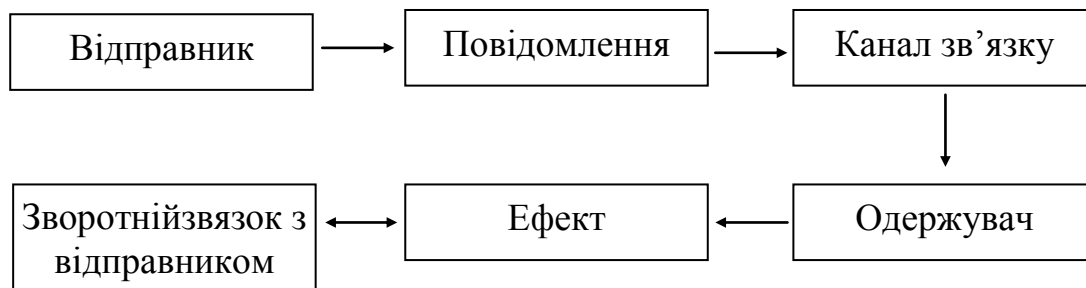 Відправник
Повідомлення
Канал зв’язку
Зворотнійзвязок з
відправником
Ефект
Одержувач